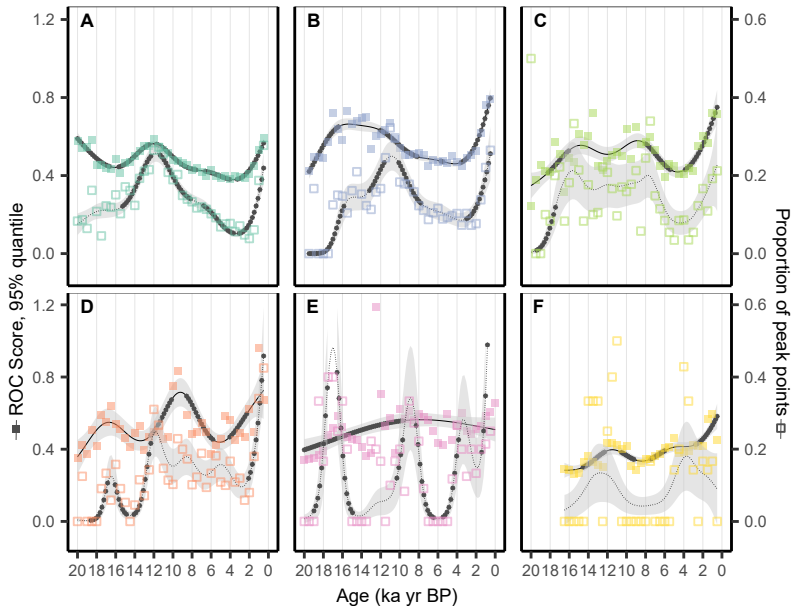 A
B
C
1.2
0.8
0.4
0.0
0.6
0.4
0.2
0.0
ROC Score, 95% quantile
Proportion of peak points
D
E
F
1.2
0.8
0.4
0.0
0.6
0.4
0.2
0.0
20 18 16 14 12 10 8 6 4 2 0
20 18 16 14 12 10 8 6 4 2 0
20 18 16 14 12 10 8 6 4 2 0
Age (ka yr BP)